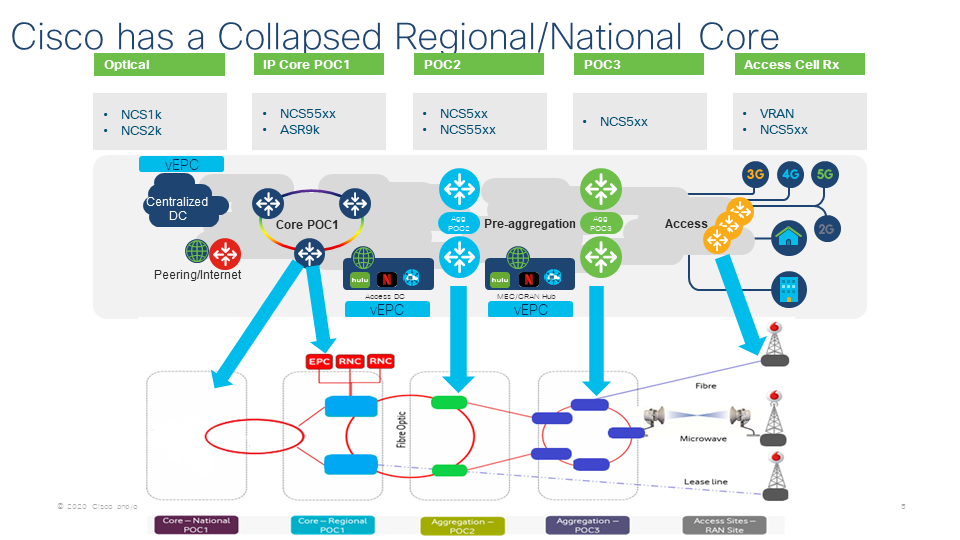 Cisco has a Collapsed Regional/National Core
Optical
IP Core POC1
POC2
POC3
Access Cell Rx
• NCS1k
• NCS2k
• NCS55xx
• ASR9k
• NCS5xx
• NCS55xx
• NCS5xx
• VRAN
• NCS5xx
vEPC
Centralized
DC
Peering/Internet
Core POC1
Agg
POC2
Pre-aggregation
Agg
POC3
Access
3G
4G
5G
2G
hulu
N
Access DC
vEPC
hulu
N
MEC/CRAN Hub
vEPC
EPC
RNC
RNC
Fibre Optic
Fibre
Microwave
Lease line
© 2020 Cisco and/o
5
Core – National
POC1
Core – Regional
POC1
Aggregation –
POC2
Aggregation –
POC3
Access Sites –
RAN Site